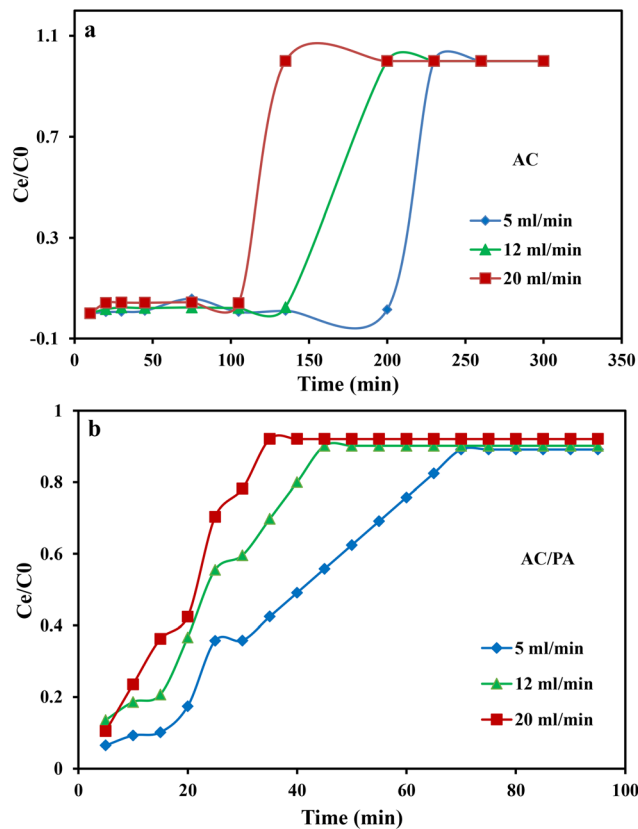 a
1.1
0.7
0.3
-0.1
Ce/C0
AC
5 ml/min
12 ml/min
20 ml/min
0 50 100 150 200 250 300 350
Time (min)
b
1
0.8
0.6
0.4
0.2
0
Ce/C0
AC/PA
5 ml/min
12 ml/min
20 ml/min
0 20 40 60 80 100
Time (min)